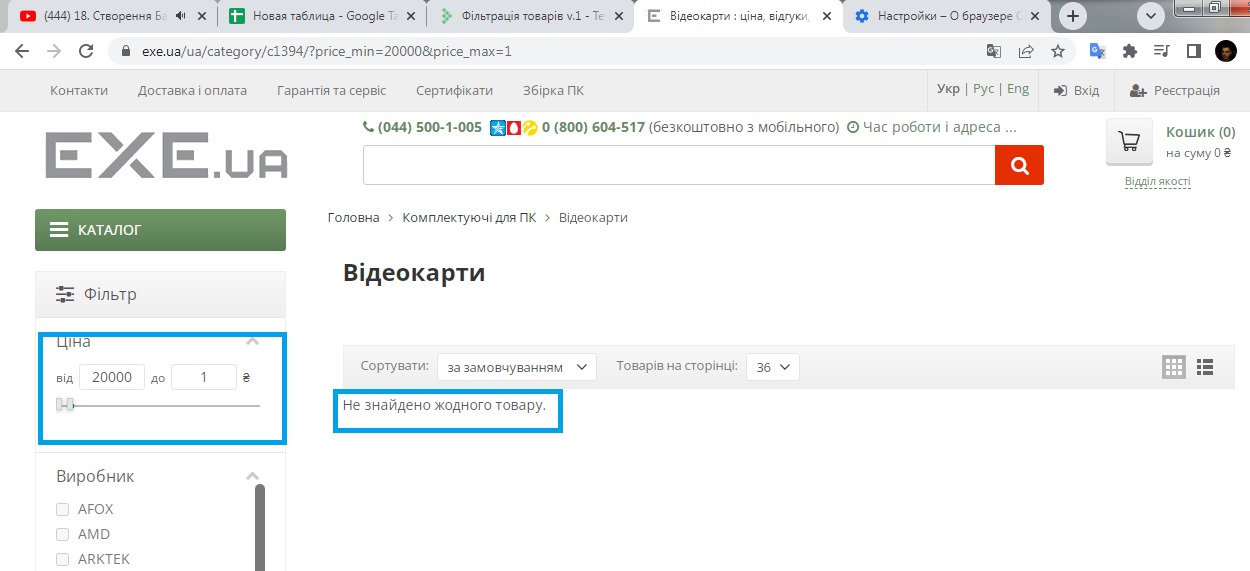 (444) 18. Створення Ба
Новая таблица - Google Та
Фільтрація товарів v.1 - Te
Відеокарти : ціна, відгуки,
Настройки – О браузере
exe.ua/ua/category/c1394/?price_min=20000&price_max=1
Контакти Доставка і оплата Гарантія та сервіс Сертифікати Збірка ПК Укр | Рус | Eng Вхід Реєстрація
EXE.UA
(044) 500-1-005 0 (800) 604-517 (безкоштовно з мобільного) Час роботи і адреса ...
Кошик (0)
на суму 0 ₴
Відділ якості
КАТАЛОГ
Головна > Комплектуючі для ПК > Відеокарти
Відеокарти
Фільтр
Ціна
від 20000 до 1 ₴
Сортувати: за замовчуванням Товарів на сторінці: 36
Не знайдено жодного товару.
Виробник
AFOX
AMD
ARKTEK